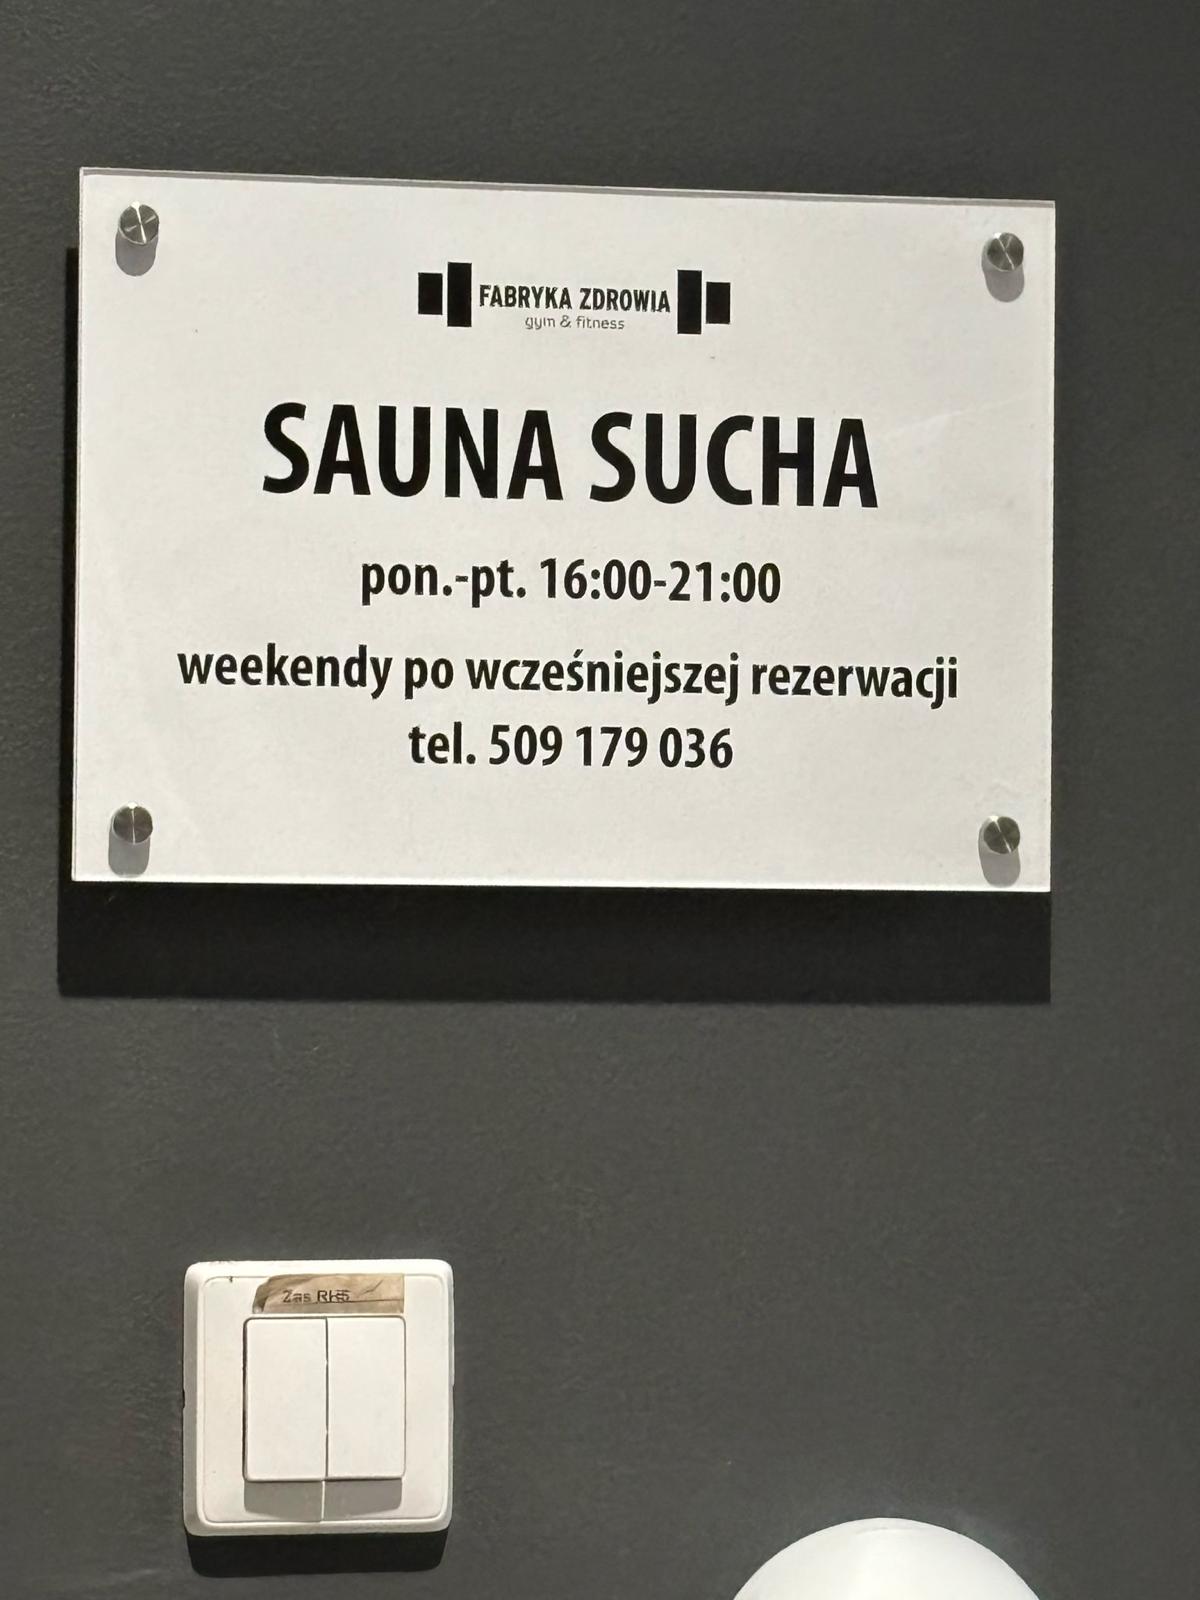 FABRYKA ZDROWIA
gym & fitness
SAUNA SUCHA
pon.-pt. 16:00-21:00
weekendy po wcześniejszej rezerwacji
tel. 509 179 036
Zas